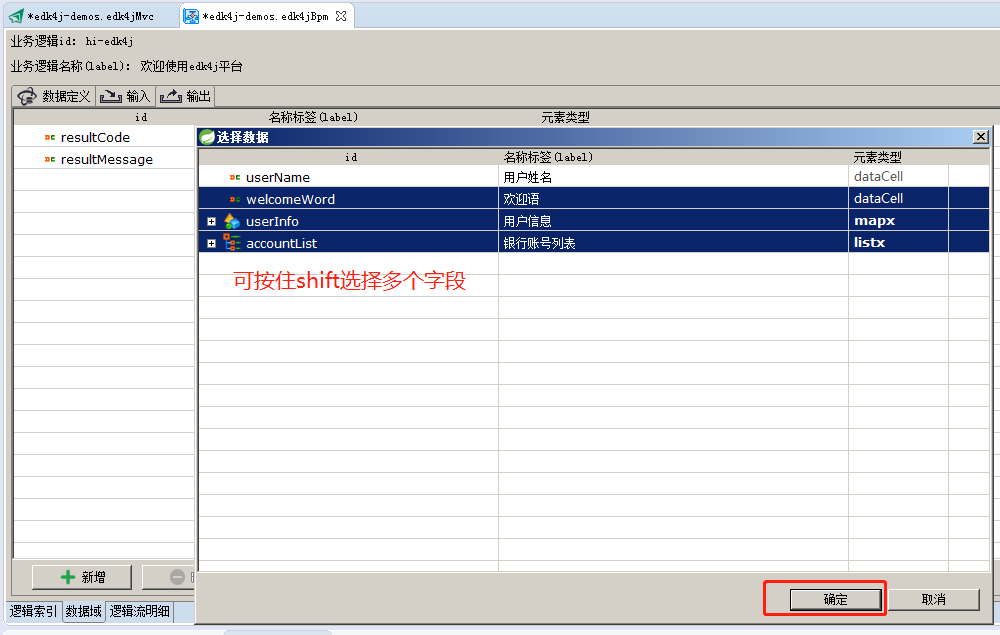 *edk4j-demos.edk4jMvc *edk4j-demos.edk4jBpm
业务逻辑id: hi-edk4j
业务逻辑名称(label): 欢迎使用edk4j平台
数据定义 输入 输出
id 名称标签(label) 元素类型
resultCode
resultMessage
选择数据
id 名称标签(label) 元素类型
userName 用户姓名 dataCell
welcomeWord 欢迎语 dataCell
userInfo 用户信息 mapx
accountList 银行账号列表 listx
可按住shift选择多个字段
新增
确定 取消
逻辑索引 数据域 逻辑流明细